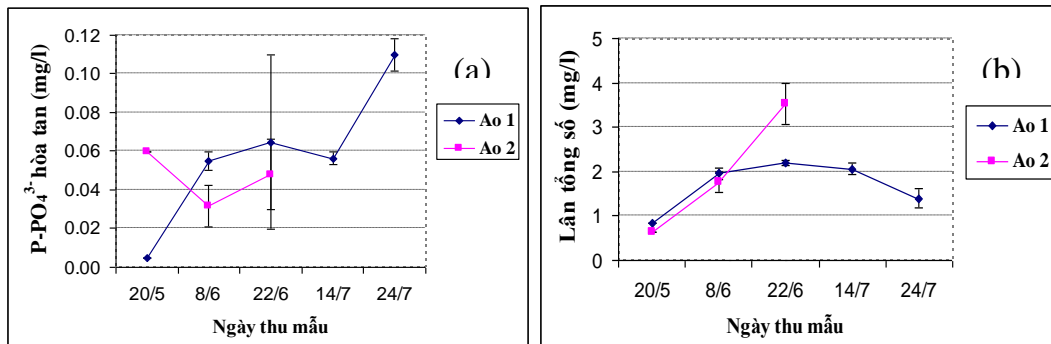 P-PO₄³⁻ hòa tan (mg/l)
0.12
0.10
0.08
0.06
0.04
0.02
0.00
20/5 8/6 22/6 14/7 24/7
Ngày thu mẫu
(a)
Ao 1
Ao 2
Lân tổng số (mg/l)
5
4
3
2
1
0
20/5 8/6 22/6 14/7 24/7
Ngày thu mẫu
(b)
Ao 1
Ao 2